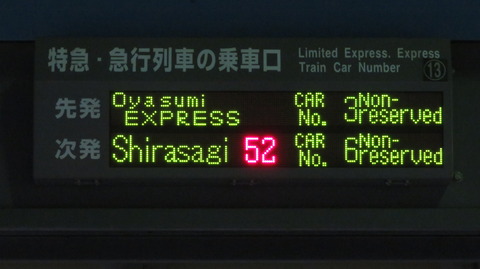 特急・急行列車の乗車口 Limited Express. Express
Train Car Number ⑬
先発 Oyasumi EXPRESS CAR No. 3 Non-reserved
次発 Shirasagi 52 CAR No. 6 Non-reserved